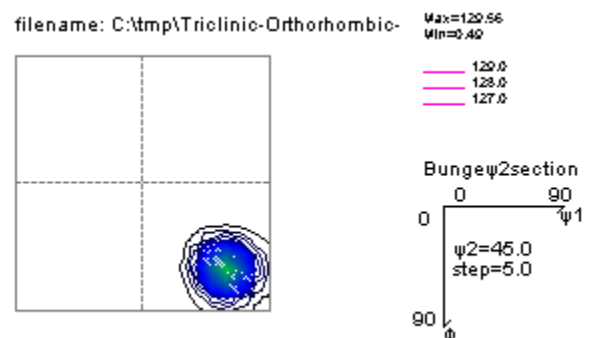 filename: C:\tmp\Triclinic-Orthorhombic-
Max=129.56
Min=0.49
129.0
128.0
127.0
Bungeψ2section
0 90
0 ψ1
ψ2=45.0
step=5.0
90
Φ